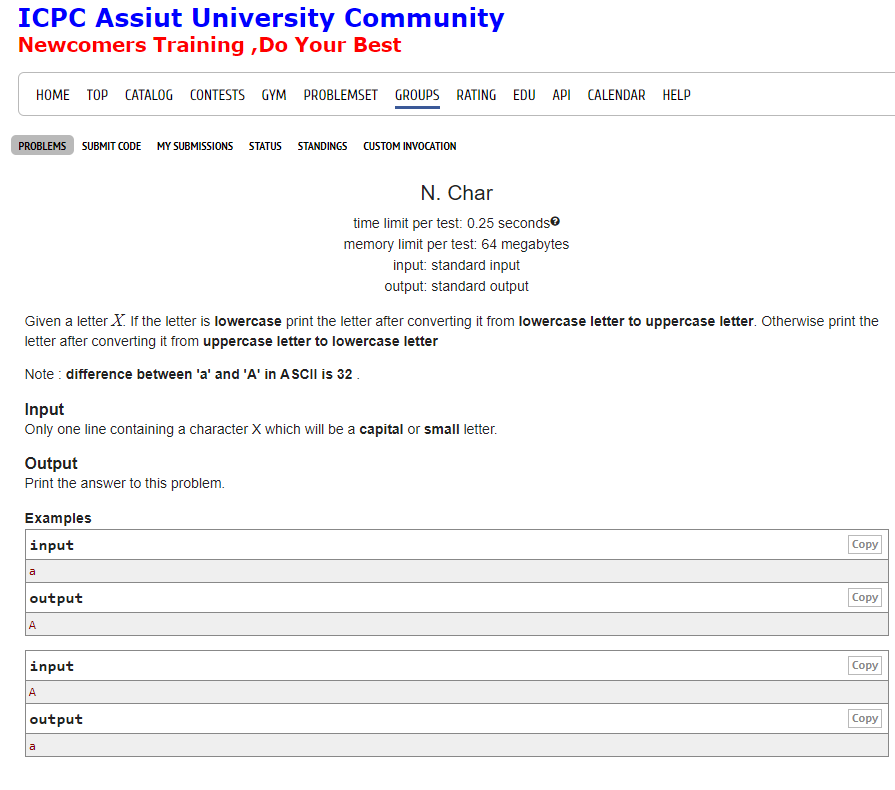 ICPC Assiut University Community
Newcomers Training ,Do Your Best
HOME TOP CATALOG CONTESTS GYM PROBLEMSET GROUPS RATING EDU API CALENDAR HELP
PROBLEMS SUBMIT CODE MY SUBMISSIONS STATUS STANDINGS CUSTOM INVOCATION
N. Char
time limit per test: 0.25 seconds?
memory limit per test: 64 megabytes
input: standard input
output: standard output
Given a letter X. If the letter is lowercase print the letter after converting it from lowercase letter to uppercase letter. Otherwise print the
letter after converting it from uppercase letter to lowercase letter
Note : difference between 'a' and 'A' in ASCII is 32 .
Input
Only one line containing a character X which will be a capital or small letter.
Output
Print the answer to this problem.
Examples
input Copy
a
output Copy
A
input Copy
A
output Copy
a